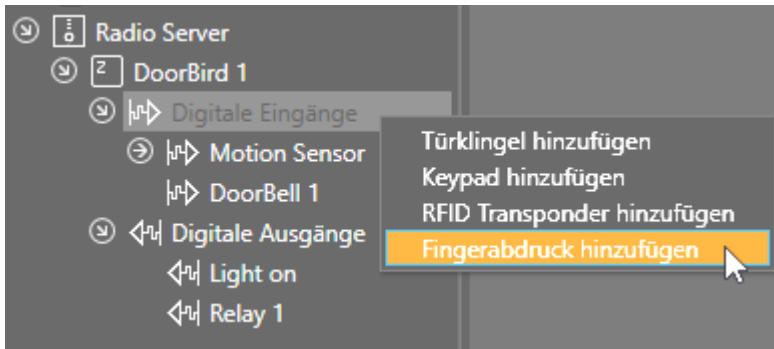 Radio Server
DoorBird 1
Digitale Eingänge
Motion Sensor
DoorBell 1
Digitale Ausgänge
Light on
Relay 1
Türklingel hinzufügen
Keypad hinzufügen
RFID Transponder hinzufügen
Fingerabdruck hinzufügen